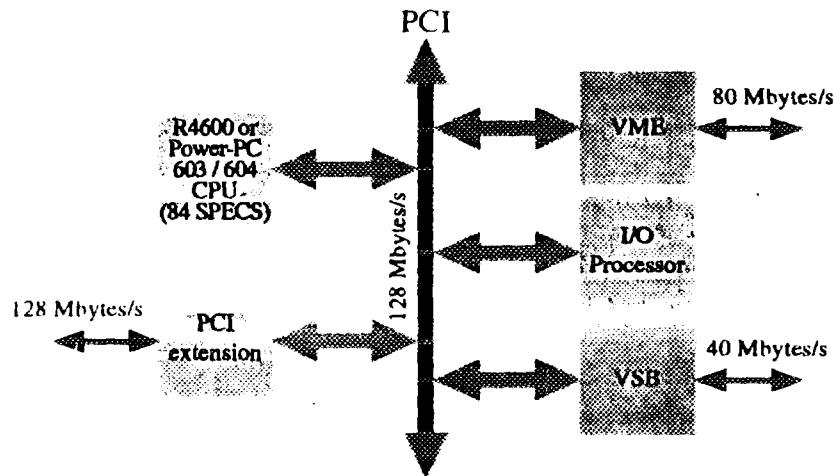 PCI
R4600 or
Power-PC
603 / 604
CPU
(84 SPECS)
128 Mbytes/s
PCI
extension
128 Mbytes/s
VME
80 Mbytes/s
I/O
Processor
VSB
40 Mbytes/s